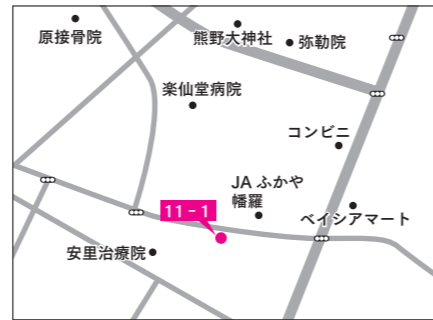 原接骨院
熊野大神社
弥勒院
楽仙堂病院
コンビニ
JA ふかや
幡羅
11 - 1
ベイシアマート
安里治療院